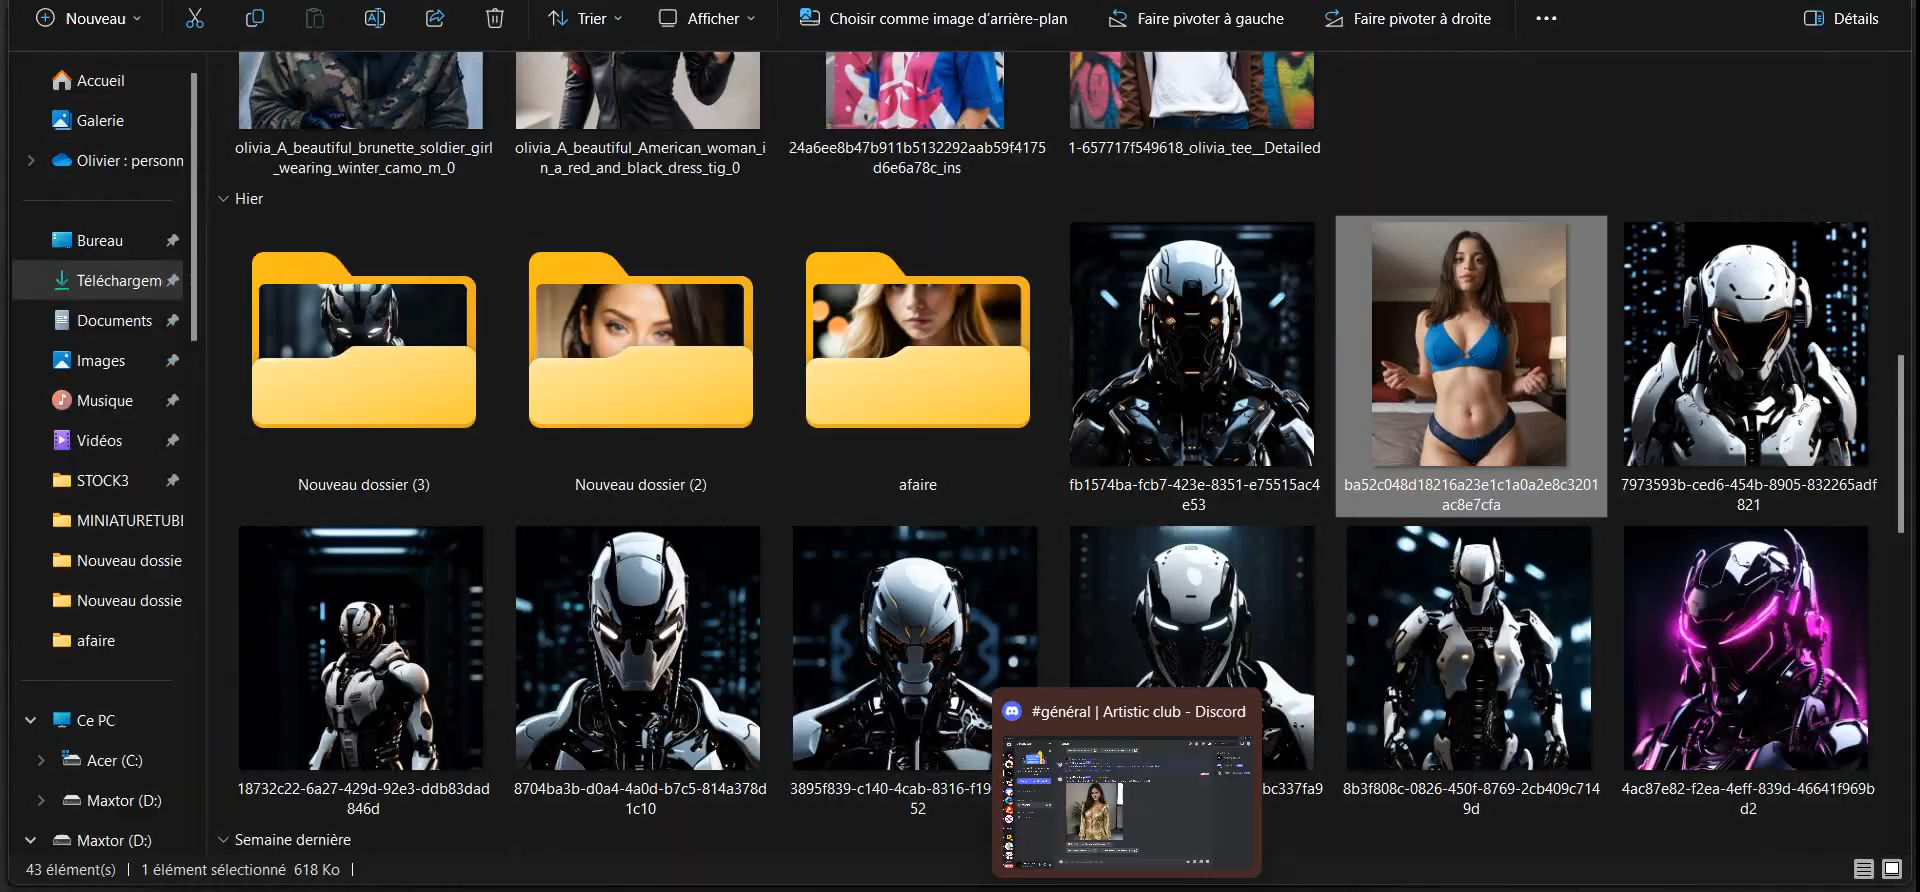 Nouveau
Trier
Afficher
Choisir comme image d'arrière-plan
Faire pivoter à gauche
Faire pivoter à droite
Détails
Accueil
Galerie
Olivier : personn
Bureau
Téléchargem
Documents
Images
Musique
Vidéos
STOCK3
MINIATURETUBI
Nouveau dossie
Nouveau dossie
afaire
Ce PC
Acer (C:)
Maxtor (D:)
Maxtor (D:)
olivia_A_beautiful_brunette_soldier_girl
_wearing_winter_camo_m_0
olivia_A_beautiful_American_woman_i
n_a_red_and_black_dress_tig_0
24a6ee8b47b911b5132292aab59f4175
d6e6a78c_ins
1-657717f549618_olivia_tee__Detailed
Hier
Nouveau dossier (3)
Nouveau dossier (2)
afaire
fb1574ba-fcb7-423e-8351-e75515ac4
e53
ba52c048d18216a23e1c1a0a2e8c3201
ac8e7cfa
7973593b-ced6-454b-8905-832265adf
821
18732c22-6a27-429d-92e3-ddb83dad
846d
8704ba3b-d0a4-4a0d-b7c5-814a378d
1c10
3895f839-c140-4cab-8316-f19
52
bc337fa9
8b3f808c-0826-450f-8769-2cb409c714
9d
4ac87e82-f2ea-4eff-839d-46641f969b
d2
#général | Artistic club - Discord
Semaine dernière
43 élément(s)
1 élément sélectionné 618 Ko